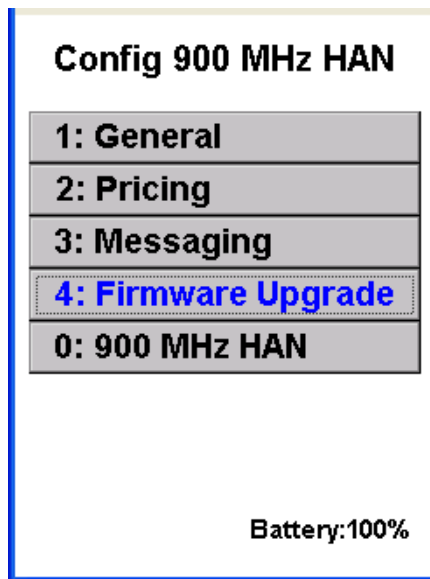 Config 900 MHz HAN
1: General
2: Pricing
3: Messaging
4: Firmware Upgrade
0: 900 MHz HAN
Battery:100%